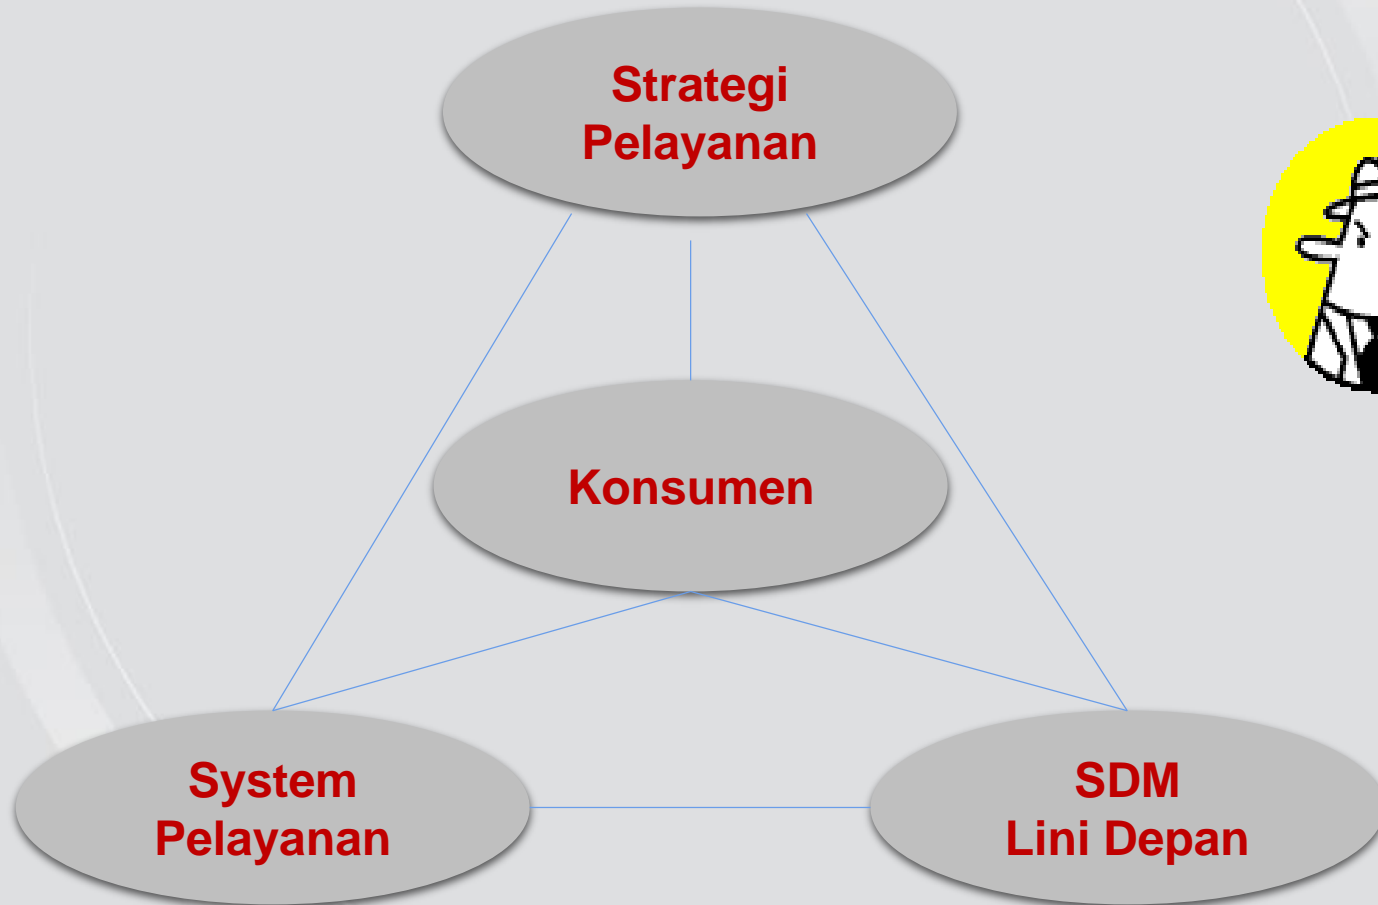 Strategi
Pelayanan
Konsumen
System
Pelayanan
SDM
Lini Depan